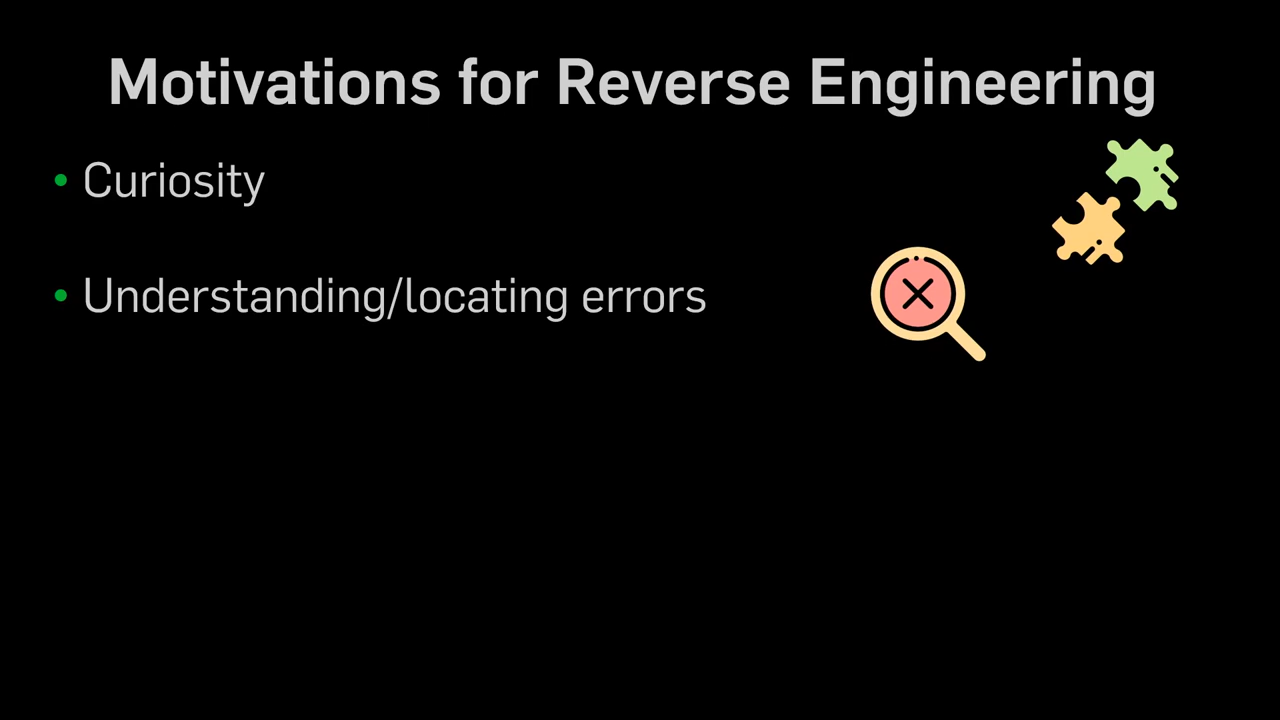 Motivations for Reverse Engineering
• Curiosity
• Understanding/locating errors